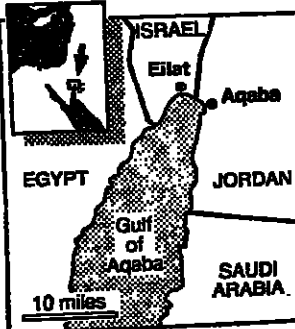 ISRAEL
Eilat
Aqaba
EGYPT
JORDAN
Gulf
of
Aqaba
SAUDI
ARABIA
10 miles